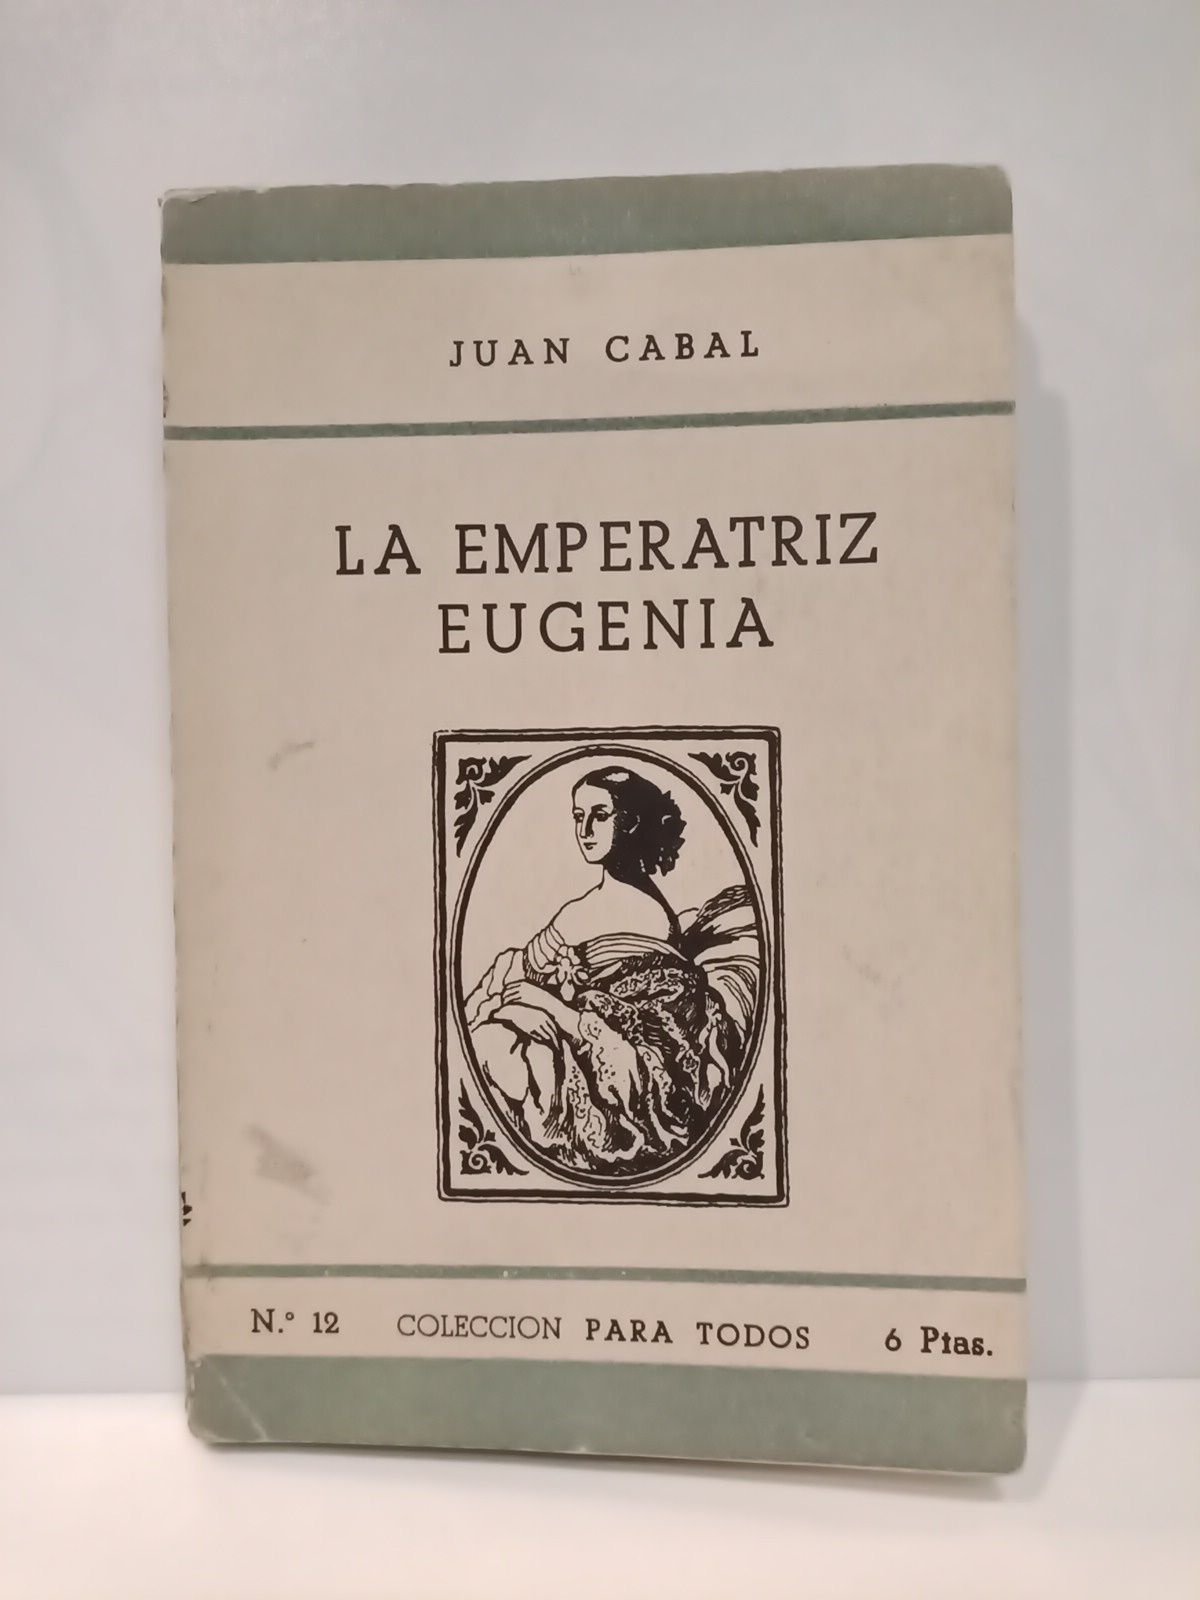 JUAN CABAL
LA EMPERATRIZ
EUGENIA
N.º 12 COLECCION PARA TODOS 6 Ptas.